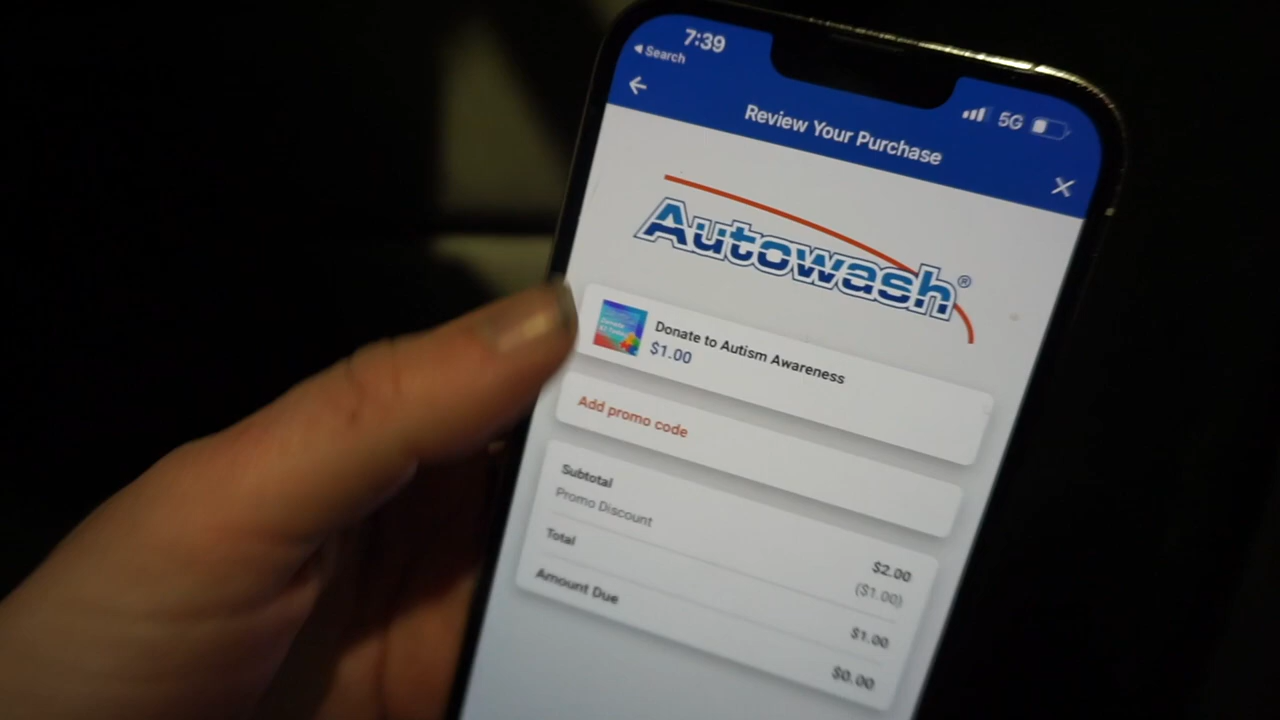 7:39
◀ Search
5G
Review Your Purchase
Autowash®
Donate to Autism Awareness
$1.00
Add promo code
Subtotal $2.00
Promo Discount ($1.00)
Total $1.00
Amount Due $0.00